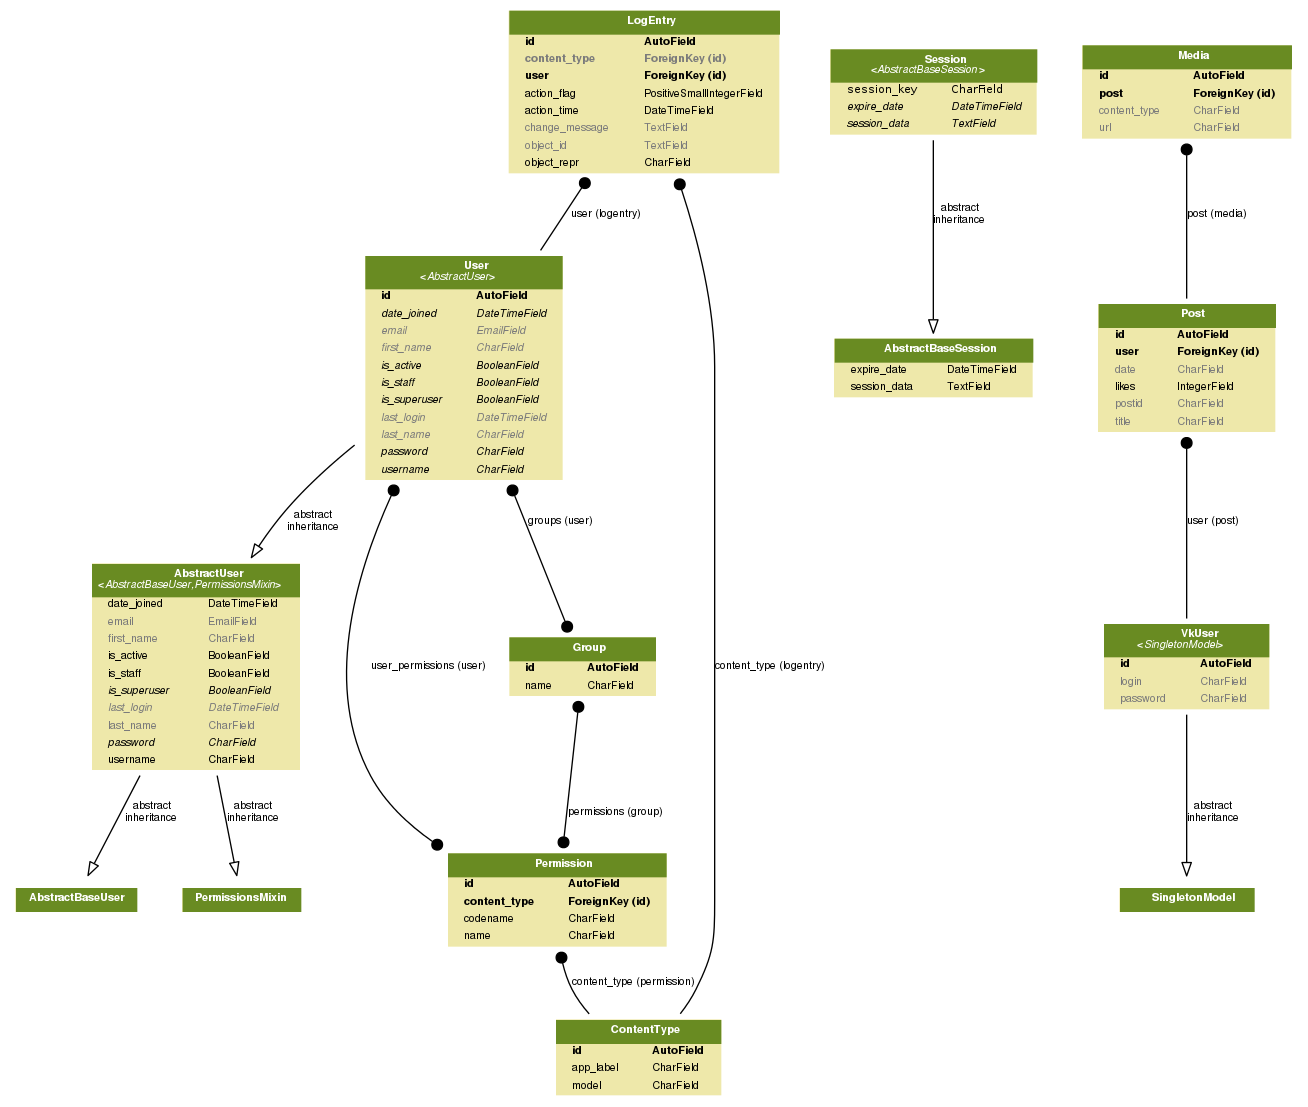 LogEntry
id AutoField
content_type ForeignKey (id)
user ForeignKey (id)
action_flag PositiveSmallIntegerField
action_time DateTimeField
change_message TextField
object_id TextField
object_repr CharField
Session
<AbstractBaseSession>
session_key CharField
expire_date DateTimeField
session_data TextField
Media
id AutoField
post ForeignKey (id)
content_type CharField
url CharField
user (logentry)
abstract
inheritance
post (media)
User
<AbstractUser>
id AutoField
date_joined DateTimeField
email EmailField
first_name CharField
is_active BooleanField
is_staff BooleanField
is_superuser BooleanField
last_login DateTimeField
last_name CharField
password CharField
username CharField
AbstractBaseSession
expire_date DateTimeField
session_data TextField
Post
id AutoField
user ForeignKey (id)
date CharField
likes IntegerField
postid CharField
title CharField
abstract
inheritance
groups (user)
user (post)
AbstractUser
<AbstractBaseUser,PermissionsMixin>
date_joined DateTimeField
email EmailField
first_name CharField
is_active BooleanField
is_staff BooleanField
is_superuser BooleanField
last_login DateTimeField
last_name CharField
password CharField
username CharField
user_permissions (user)
Group
id AutoField
name CharField
content_type (logentry)
VkUser
<SingletonModel>
id AutoField
login CharField
password CharField
abstract
inheritance
abstract
inheritance
permissions (group)
abstract
inheritance
AbstractBaseUser
PermissionsMixin
Permission
id AutoField
content_type ForeignKey (id)
codename CharField
name CharField
SingletonModel
content_type (permission)
ContentType
id AutoField
app_label CharField
model CharField